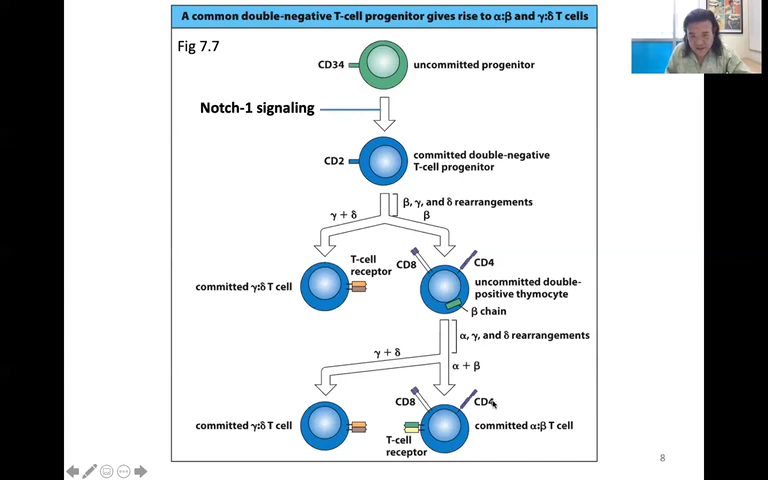 A common double-negative T-cell progenitor gives rise to α:β and γ:δ T cells
Fig 7.7
CD34
uncommitted progenitor
Notch-1 signaling
CD2
committed double-negative
T-cell progenitor
β, γ, and δ rearrangements
γ + δ
β
T-cell
receptor
CD8
CD4
committed γ:δ T cell
uncommitted double-
positive thymocyte
β chain
α, γ, and δ rearrangements
γ + δ
α + β
CD8
CD4
committed γ:δ T cell
committed α:β T cell
T-cell
receptor
8